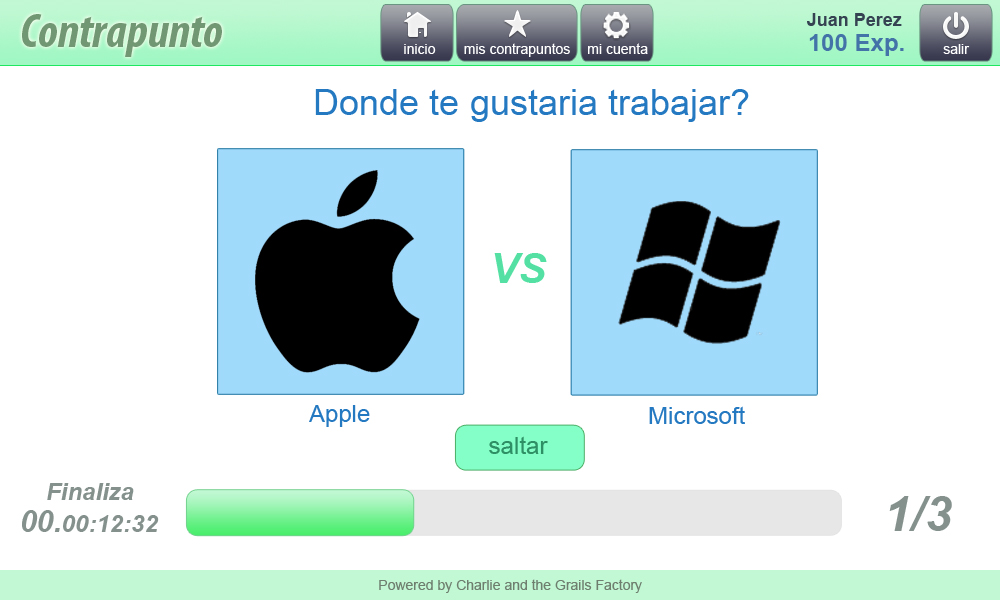 Contrapunto
inicio
mis contrapuntos
mi cuenta
Juan Perez
100 Exp.
salir
Donde te gustaria trabajar?
VS
Apple
Microsoft
saltar
Finaliza
00.00:12:32
1/3
Powered by Charlie and the Grails Factory